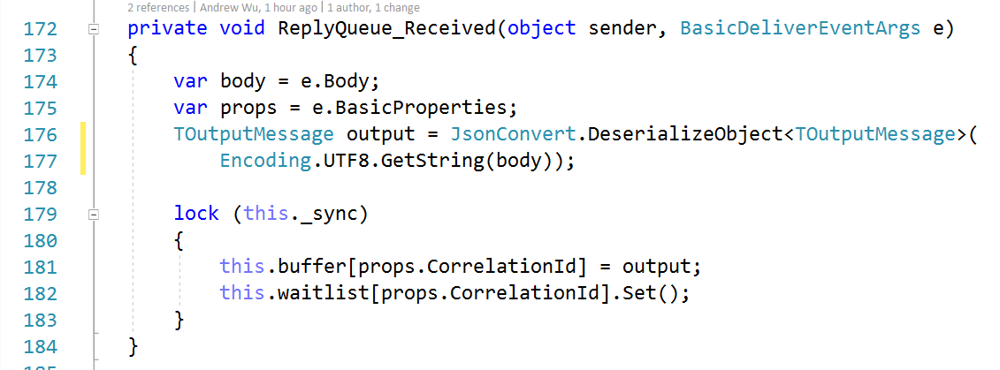 2 references | Andrew Wu, 1 hour ago | 1 author, 1 change
172 private void ReplyQueue_Received(object sender, BasicDeliverEventArgs e)
173 {
174 var body = e.Body;
175 var props = e.BasicProperties;
176 TOutputMessage output = JsonConvert.DeserializeObject<TOutputMessage>(
177 Encoding.UTF8.GetString(body));
178
179 lock (this._sync)
180 {
181 this.buffer[props.CorrelationId] = output;
182 this.waitlist[props.CorrelationId].Set();
183 }
184 }